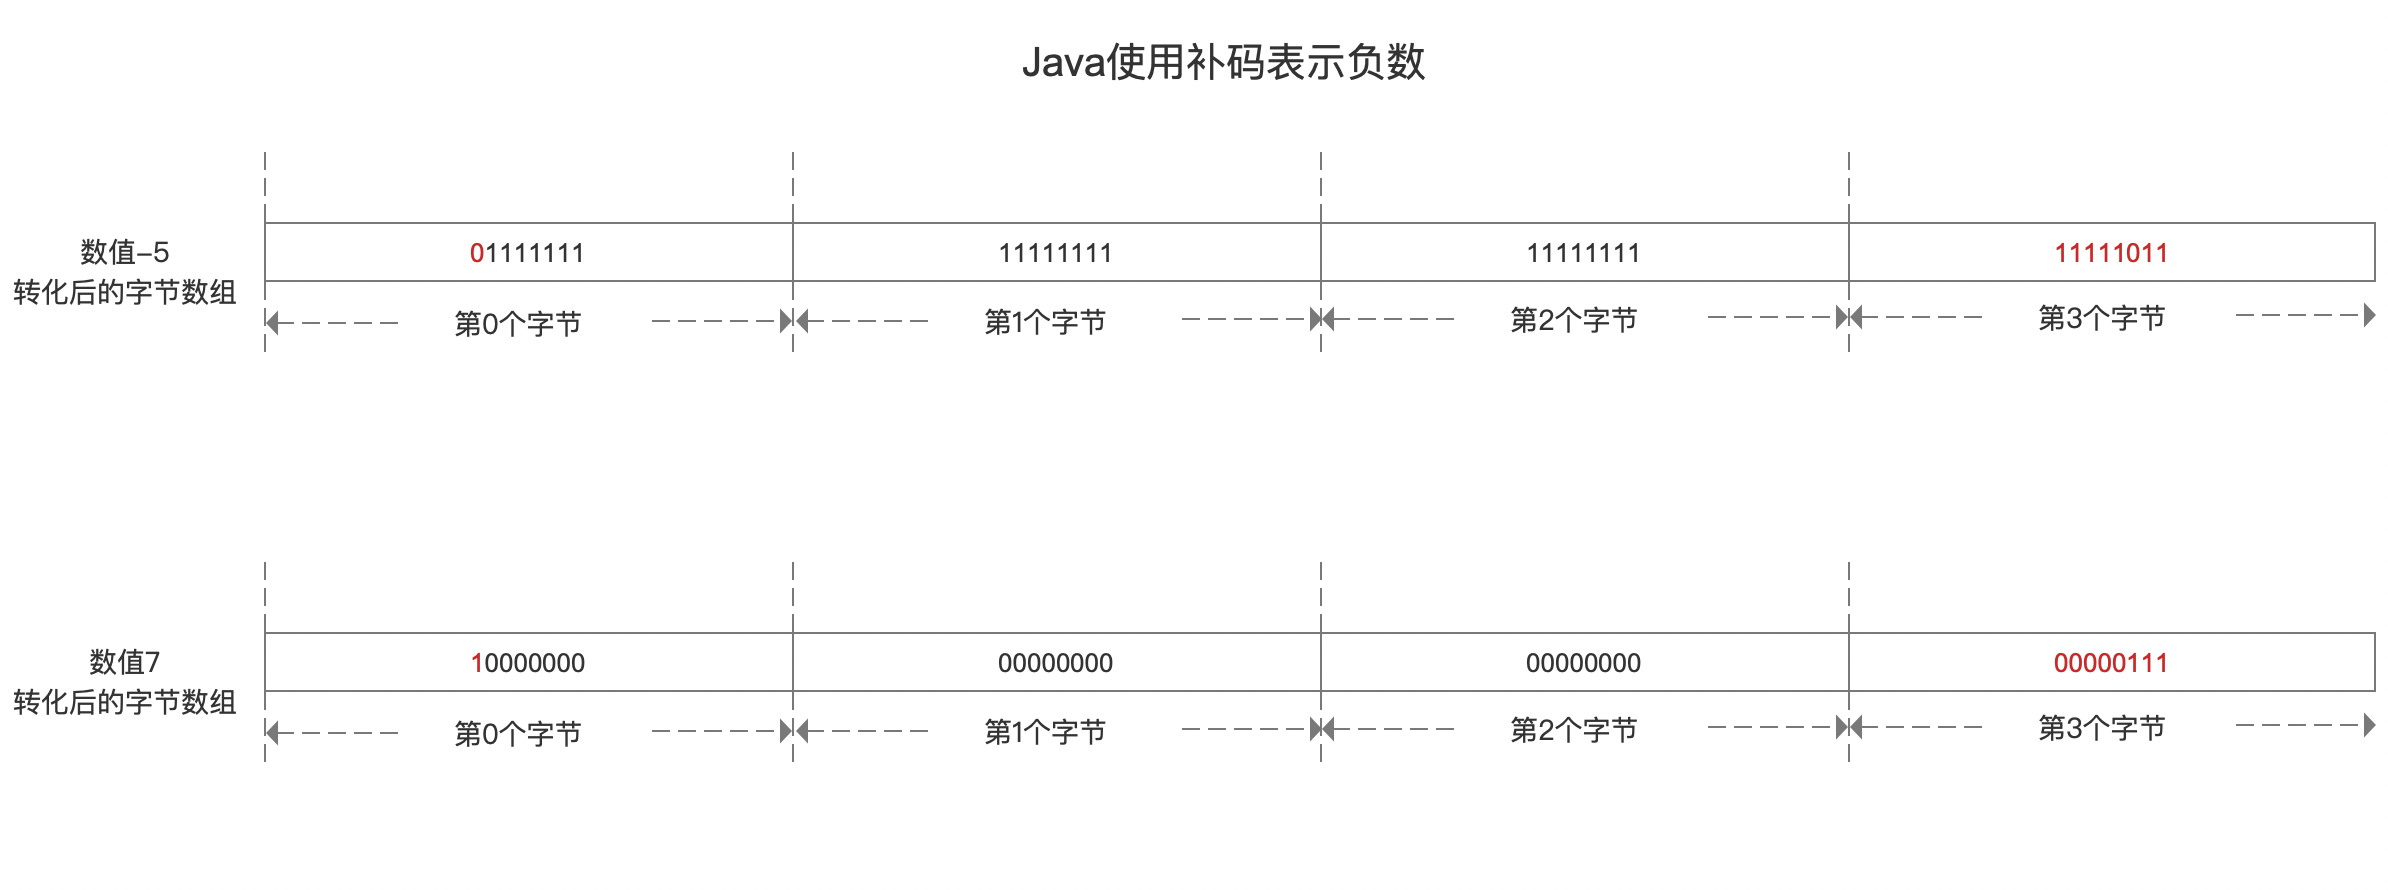 Java使用补码表示负数
数值-5
转化后的字节数组
01111111
11111111
11111111
11111011
第0个字节
第1个字节
第2个字节
第3个字节
数值7
转化后的字节数组
10000000
00000000
00000000
00000111
第0个字节
第1个字节
第2个字节
第3个字节